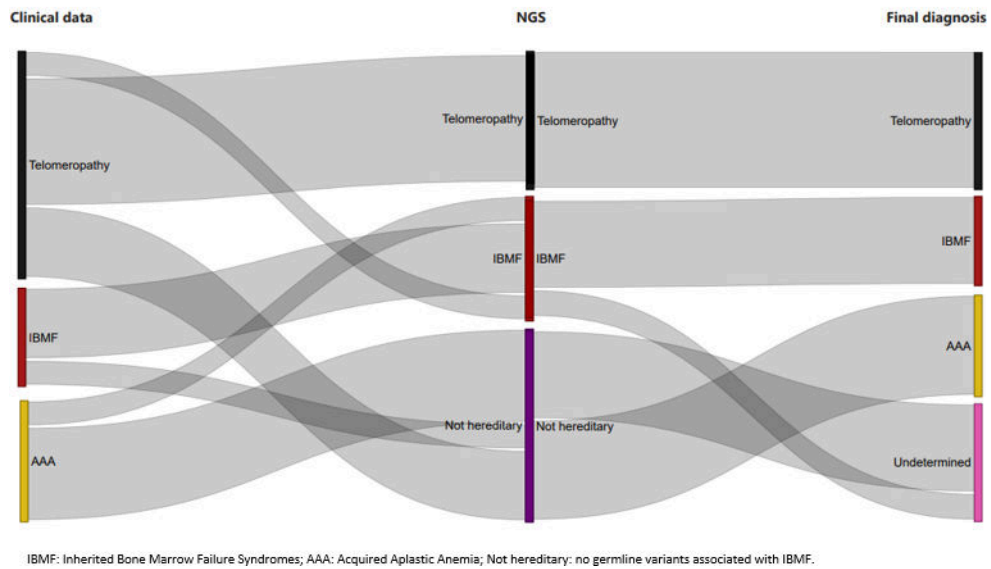 Clinical data NGS Final diagnosis
Telomeropathy Telomeropathy Telomeropathy
Telomeropathy
IBMF
IBMF IBMF
IBMF
AAA
Not hereditary Not hereditary
AAA
Undetermined
IBMF: Inherited Bone Marrow Failure Syndromes; AAA: Acquired Aplastic Anemia; Not hereditary: no germline variants associated with IBMF.